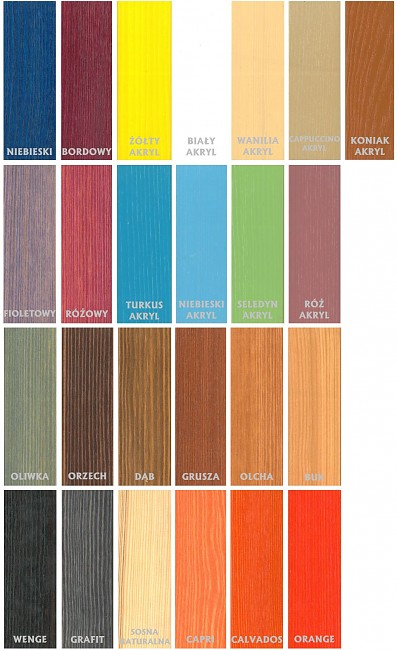 NIEBIESKI
BORDOWY
ŻÓŁTY
AKRYL
BIAŁY
AKRYL
WANILIA
AKRYL
CAPPUCCINO
AKRYL
KONIAK
AKRYL
FIOLETOWY
RÓŻOWY
TURKUS
AKRYL
NIEBIESKI
AKRYL
SELEDYN
AKRYL
RÓŻ
AKRYL
OLIWKA
ORZECH
DĄB
GRUSZA
OLCHA
BUK
WENGE
GRAFIT
SOSNA
NATURALNA
CAPRI
CALVADOS
ORANGE